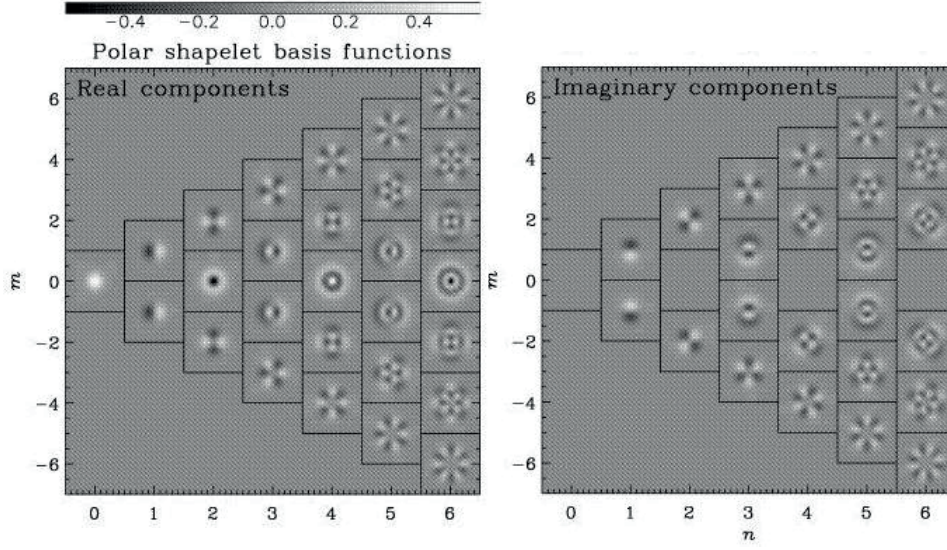 −0.4 −0.2 0.0 0.2 0.4
Polar shapelet basis functions
Real components
6
4
2
0
−2
−4
−6
m
0 1 2 3 4 5 6
Imaginary components
6
4
2
0
−2
−4
−6
m
0 1 2 3 4 5 6
n